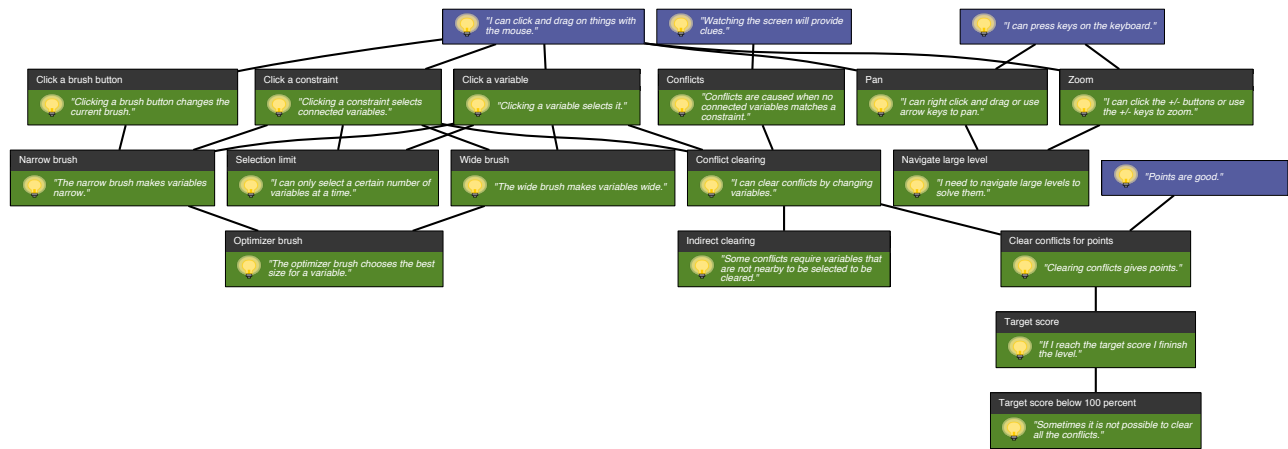 "I can click and drag on things with
the mouse."
"Watching the screen will provide
clues."
"I can press keys on the keyboard."
Click a brush button
"Clicking a brush button changes the
current brush."
Click a constraint
"Clicking a constraint selects
connected variables."
Click a variable
"Clicking a variable selects it."
Conflicts
"Conflicts are caused when no
connected variables matches a
constraint."
Pan
"I can right click and drag or use
arrow keys to pan."
Zoom
"I can click the +/- buttons or use
the +/- keys to zoom."
Narrow brush
"The narrow brush makes variables
narrow."
Selection limit
"I can only select a certain number of
variables at a time."
Wide brush
"The wide brush makes variables wide."
Conflict clearing
"I can clear conflicts by changing
variables."
Navigate large level
"I need to navigate large levels to
solve them."
"Points are good."
Optimizer brush
"The optimizer brush chooses the best
size for a variable."
Indirect clearing
"Some conflicts require variables that
are not nearby to be selected to be
cleared."
Clear conflicts for points
"Clearing conflicts gives points."
Target score
"If I reach the target score I fininsh
the level."
Target score below 100 percent
"Sometimes it is not possible to clear
all the conflicts."